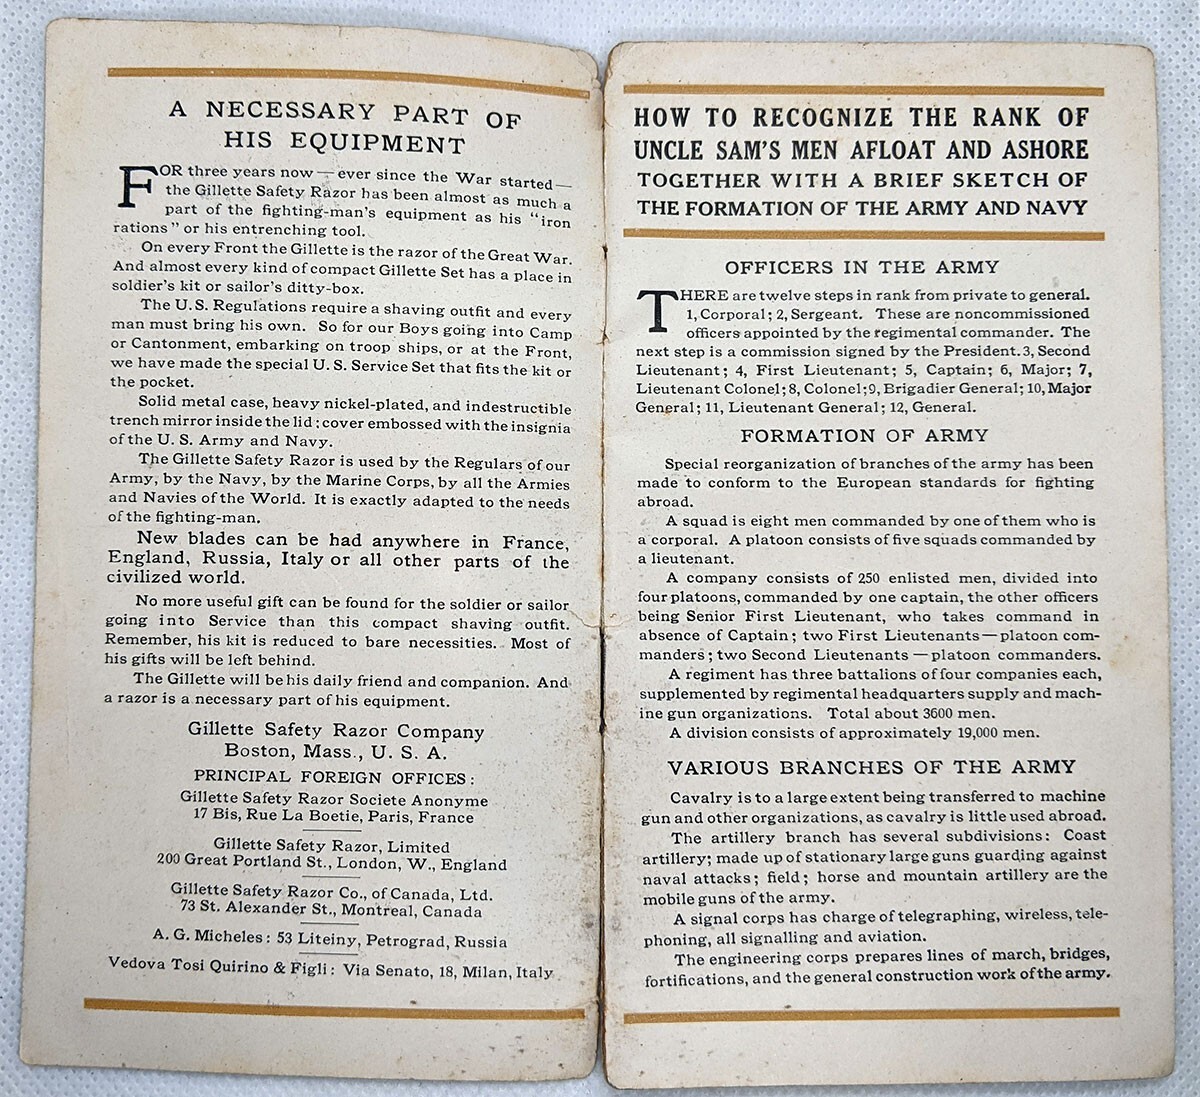 A NECESSARY PART OF
HIS EQUIPMENT
FOR three years now—ever since the War started—
the Gillette Safety Razor has been almost as much a
part of the fighting-man's equipment as his "iron
rations" or his entrenching tool.
On every Front the Gillette is the razor of the Great War.
And almost every kind of compact Gillette Set has a place in
soldier's kit or sailor's ditty-box.
The U.S. Regulations require a shaving outfit and every
man must bring his own. So for our Boys going into Camp
or Cantonment, embarking on troop ships, or at the Front,
we have made the special U. S. Service Set that fits the kit or
the pocket.
Solid metal case, heavy nickel-plated, and indestructible
trench mirror inside the lid; cover embossed with the insignia
of the U. S. Army and Navy.
The Gillette Safety Razor is used by the Regulars of our
Army, by the Navy, by the Marine Corps, by all the Armies
and Navies of the World. It is exactly adapted to the needs
of the fighting-man.
New blades can be had anywhere in France,
England, Russia, Italy or all other parts of the
civilized world.
No more useful gift can be found for the soldier or sailor
going into Service than this compact shaving outfit.
Remember, his kit is reduced to bare necessities. Most of
his gifts will be left behind.
The Gillette will be his daily friend and companion. And
a razor is a necessary part of his equipment.
Gillette Safety Razor Company
Boston, Mass., U. S. A.
PRINCIPAL FOREIGN OFFICES:
Gillette Safety Razor Societe Anonyme
17 Bis, Rue La Boetie, Paris, France
Gillette Safety Razor, Limited
200 Great Portland St., London, W., England
Gillette Safety Razor Co., of Canada, Ltd.
73 St. Alexander St., Montreal, Canada
A. G. Micheles: 53 Liteiny, Petrograd, Russia
Vedova Tosi Quirino & Figli: Via Senato, 18, Milan, Italy
HOW TO RECOGNIZE THE RANK OF
UNCLE SAM'S MEN AFLOAT AND ASHORE
TOGETHER WITH A BRIEF SKETCH OF
THE FORMATION OF THE ARMY AND NAVY
OFFICERS IN THE ARMY
THERE are twelve steps in rank from private to general.
1, Corporal; 2, Sergeant. These are noncommissioned
officers appointed by the regimental commander. The
next step is a commission signed by the President. 3, Second
Lieutenant; 4, First Lieutenant; 5, Captain; 6, Major; 7,
Lieutenant Colonel; 8, Colonel; 9, Brigadier General; 10, Major
General; 11, Lieutenant General; 12, General.
FORMATION OF ARMY
Special reorganization of branches of the army has been
made to conform to the European standards for fighting
abroad.
A squad is eight men commanded by one of them who is
a corporal. A platoon consists of five squads commanded by
a lieutenant.
A company consists of 250 enlisted men, divided into
four platoons, commanded by one captain, the other officers
being Senior First Lieutenant, who takes command in
absence of Captain; two First Lieutenants—platoon com-
manders; two Second Lieutenants—platoon commanders.
A regiment has three battalions of four companies each,
supplemented by regimental headquarters supply and mach-
ine gun organizations. Total about 3600 men.
A division consists of approximately 19,000 men.
VARIOUS BRANCHES OF THE ARMY
Cavalry is to a large extent being transferred to machine
gun and other organizations, as cavalry is little used abroad.
The artillery branch has several subdivisions: Coast
artillery; made up of stationary large guns guarding against
naval attacks; field; horse and mountain artillery are the
mobile guns of the army.
A signal corps has charge of telegraphing, wireless, tele-
phoning, all signalling and aviation.
The engineering corps prepares lines of march, bridges,
fortifications, and the general construction work of the army.